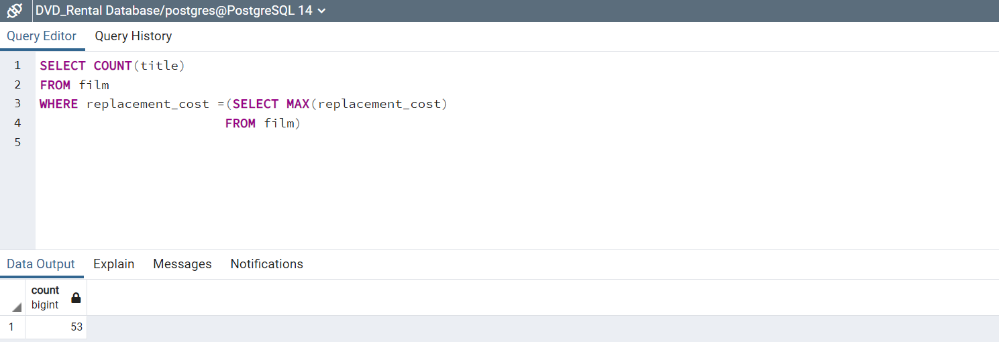 DVD_Rental Database/postgres@PostgreSQL 14
Query Editor Query History
1 SELECT COUNT(title)
2 FROM film
3 WHERE replacement_cost =(SELECT MAX(replacement_cost)
4 FROM film)
5
Data Output Explain Messages Notifications
count
bigint
1 53